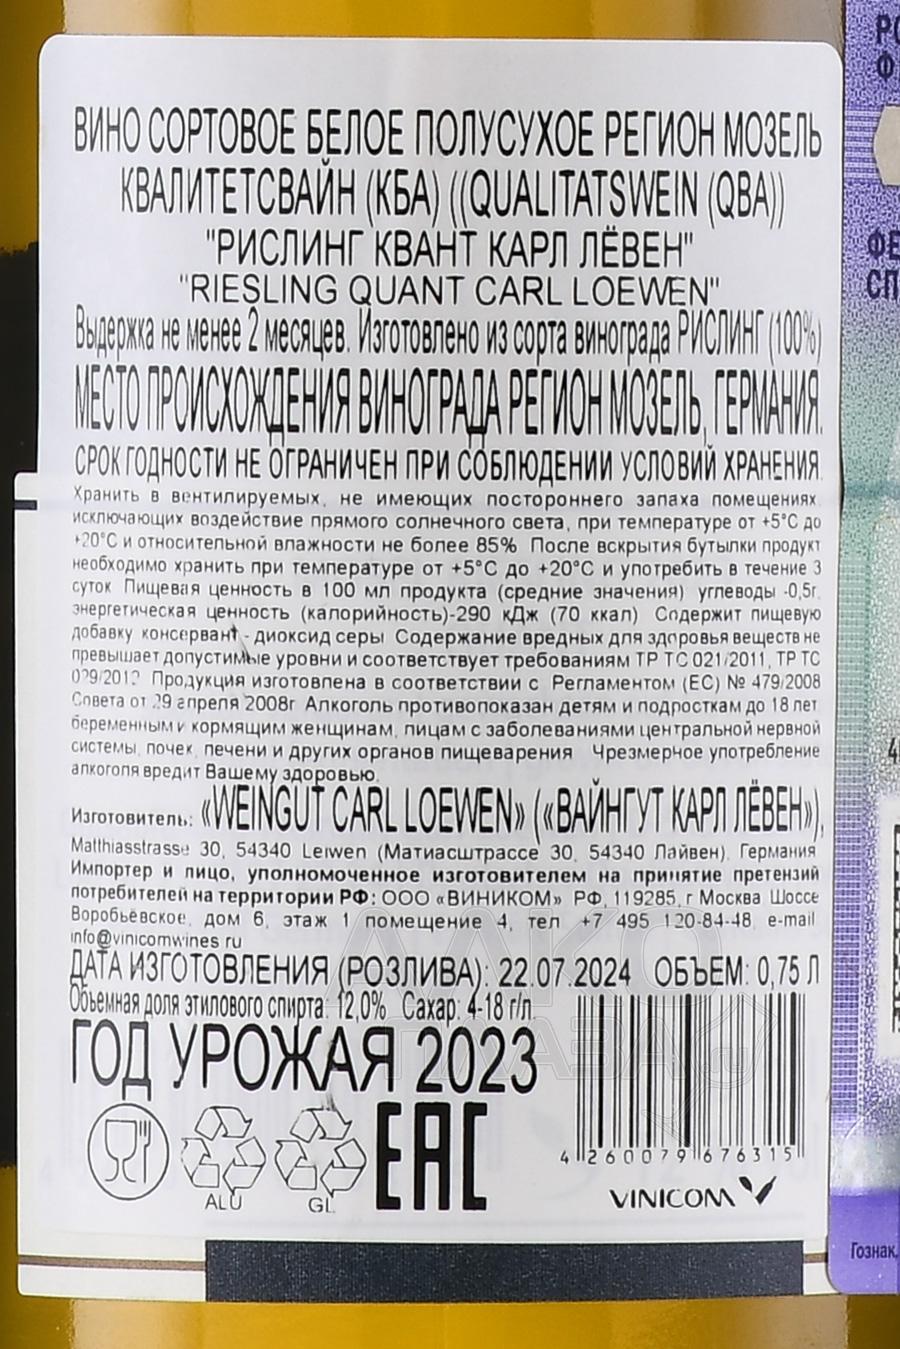 ВИНО СОРТОВОЕ БЕЛОЕ ПОЛУСУХОЕ РЕГИОН МОЗЕЛЬ
КВАЛИТЕТСВАЙН (КБА) ((QUALITATSWEIN (QBA))
"РИСЛИНГ КВАНТ КАРЛ ЛЁВЕН"
"RIESLING QUANT CARL LOEWEN"
Выдержка не менее 2 месяцев. Изготовлено из сорта винограда РИСЛИНГ (100%)
МЕСТО ПРОИСХОЖДЕНИЯ ВИНОГРАДА РЕГИОН МОЗЕЛЬ, ГЕРМАНИЯ.
СРОК ГОДНОСТИ НЕ ОГРАНИЧЕН ПРИ СОБЛЮДЕНИИ УСЛОВИЙ ХРАНЕНИЯ.
Хранить в вентилируемых, не имеющих постороннего запаха помещениях,
исключающих воздействие прямого солнечного света, при температуре от +5°С до
+20°С и относительной влажности не более 85%. После вскрытия бутылки продукт
необходимо хранить при температуре от +5°С до +20°С и употребить в течение 3
суток. Пищевая ценность в 100 мл продукта (средние значения) углеводы -0,5г,
энергетическая ценность (калорийность)-290 кДж (70 ккал) Содержит пищевую
добавку консервант - диоксид серы. Содержание вредных для здоровья веществ не
превышает допустимые уровни и соответствует требованиям ТР ТС 021/2011, ТР ТС
029/2012. Продукция изготовлена в соответствии с Регламентом (ЕС) № 479/2008
Совета от 29 апреля 2008г. Алкоголь противопоказан детям и подросткам до 18 лет,
беременным и кормящим женщинам, лицам с заболеваниями центральной нервной
системы, почек, печени и других органов пищеварения. Чрезмерное употребление
алкоголя вредит Вашему здоровью.
Изготовитель: «WEINGUT CARL LOEWEN» («ВАЙНГУТ КАРЛ ЛЁВЕН»),
Matthiasstrasse 30, 54340 Leiwen (Матиасштрассе 30, 54340 Лайвен), Германия
Импортер и лицо, уполномоченное изготовителем на принятие претензий
потребителей на территории РФ: ООО «ВИНИКОМ» РФ, 119285, г Москва Шоссе
Воробьёвское, дом 6, этаж 1 помещение 4, тел +7 495 120-84-48, e-mail
info@vinicomwines.ru
ДАТА ИЗГОТОВЛЕНИЯ (РОЗЛИВА): 22.07.2024 ОБЪЕМ: 0,75 Л
Объемная доля этилового спирта: 12,0% Сахар: 4-18 г/л.
ГОД УРОЖАЯ 2023
ALU
GL
EAC
4 260079 676315
VINICOM
АЛКО
ПЛАЗА
ru
РО
Ф
ФЕ
СП
Гознак,